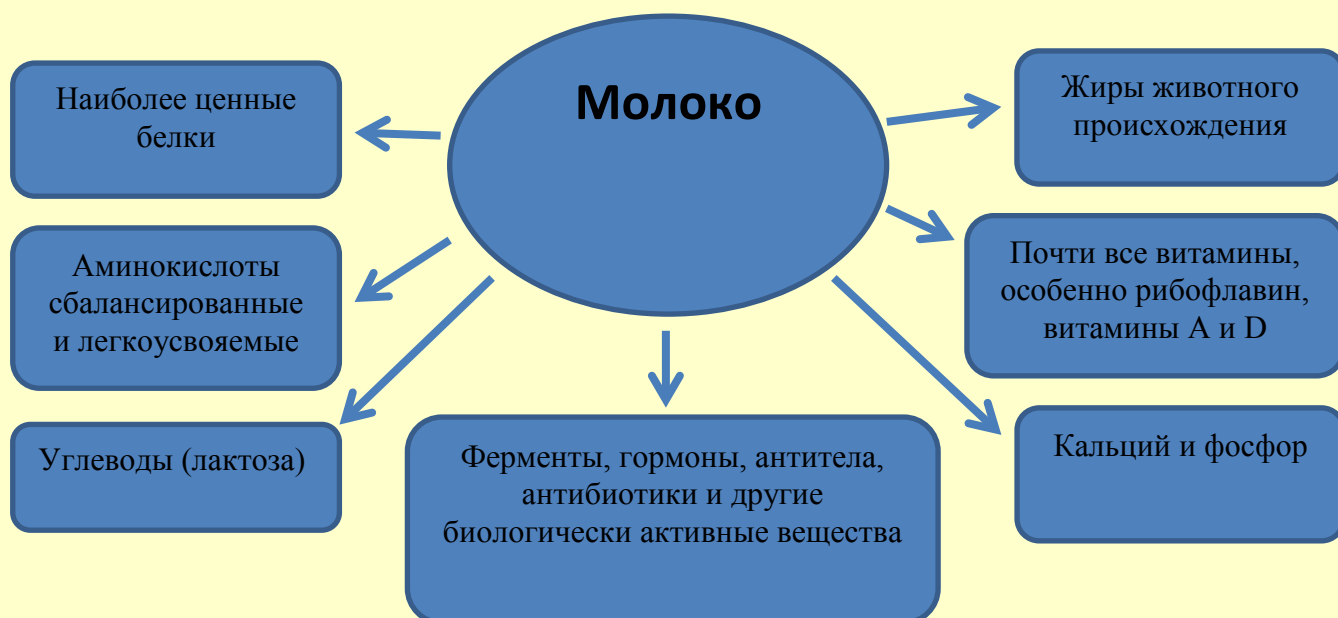 Молоко
Наиболее ценные
белки
Жиры животного
происхождения
Аминокислоты
сбалансированные
и легкоусвояемые
Почти все витамины,
особенно рибофлавин,
витамины А и D
Углеводы (лактоза)
Ферменты, гормоны, антитела,
антибиотики и другие
биологически активные вещества
Кальций и фосфор